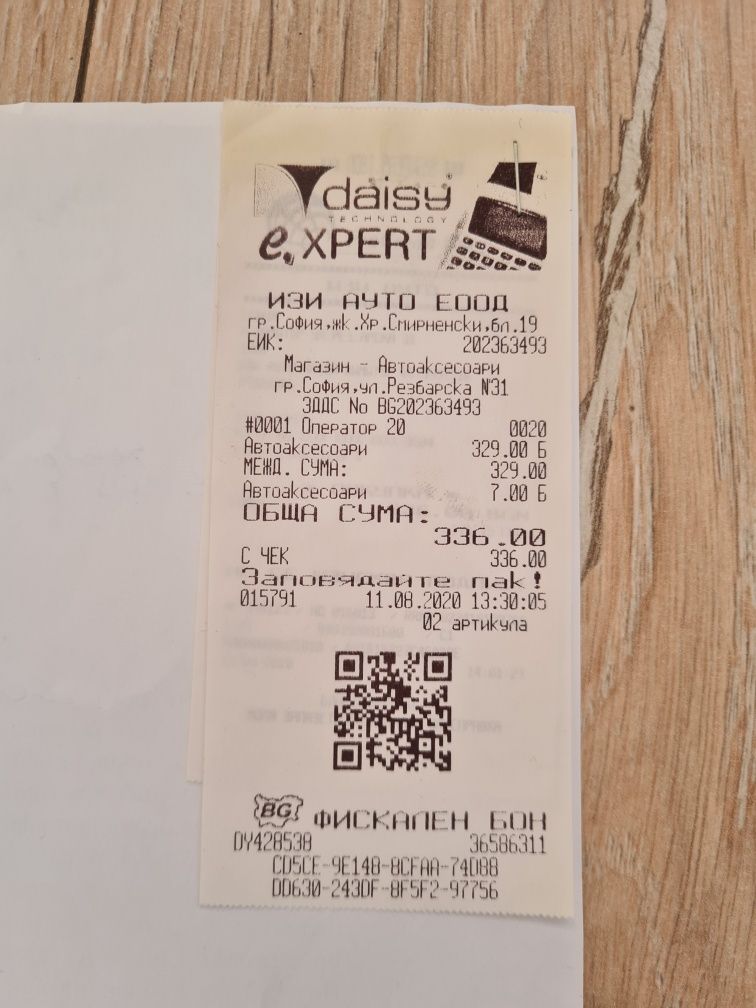 daisy
TECHNOLOGY
eXPERT
ИЗИ АУТО ЕООД
гр.София,жк.Хр.Смирненски,бл.19
ЕИК: 202363493
Магазин - Автоаксесоари
гр.София,ул.Резбарска №31
ЗДДС No BG202363493
#0001 Оператор 20 0020
Автоаксесоари 329.00 Б
МЕЖД. СУМА: 329.00
Автоаксесоари 7.00 Б
ОБЩА СУМА:
336.00
С ЧЕК 336.00
Заповядайте пак!
015791 11.08.2020 13:30:05
02 артикула
BG ФИСКАЛЕН БОН
DY428538 36586311
CD5CE-9E148-8CFAA-74D88
DD630-243DF-8F5F2-97756